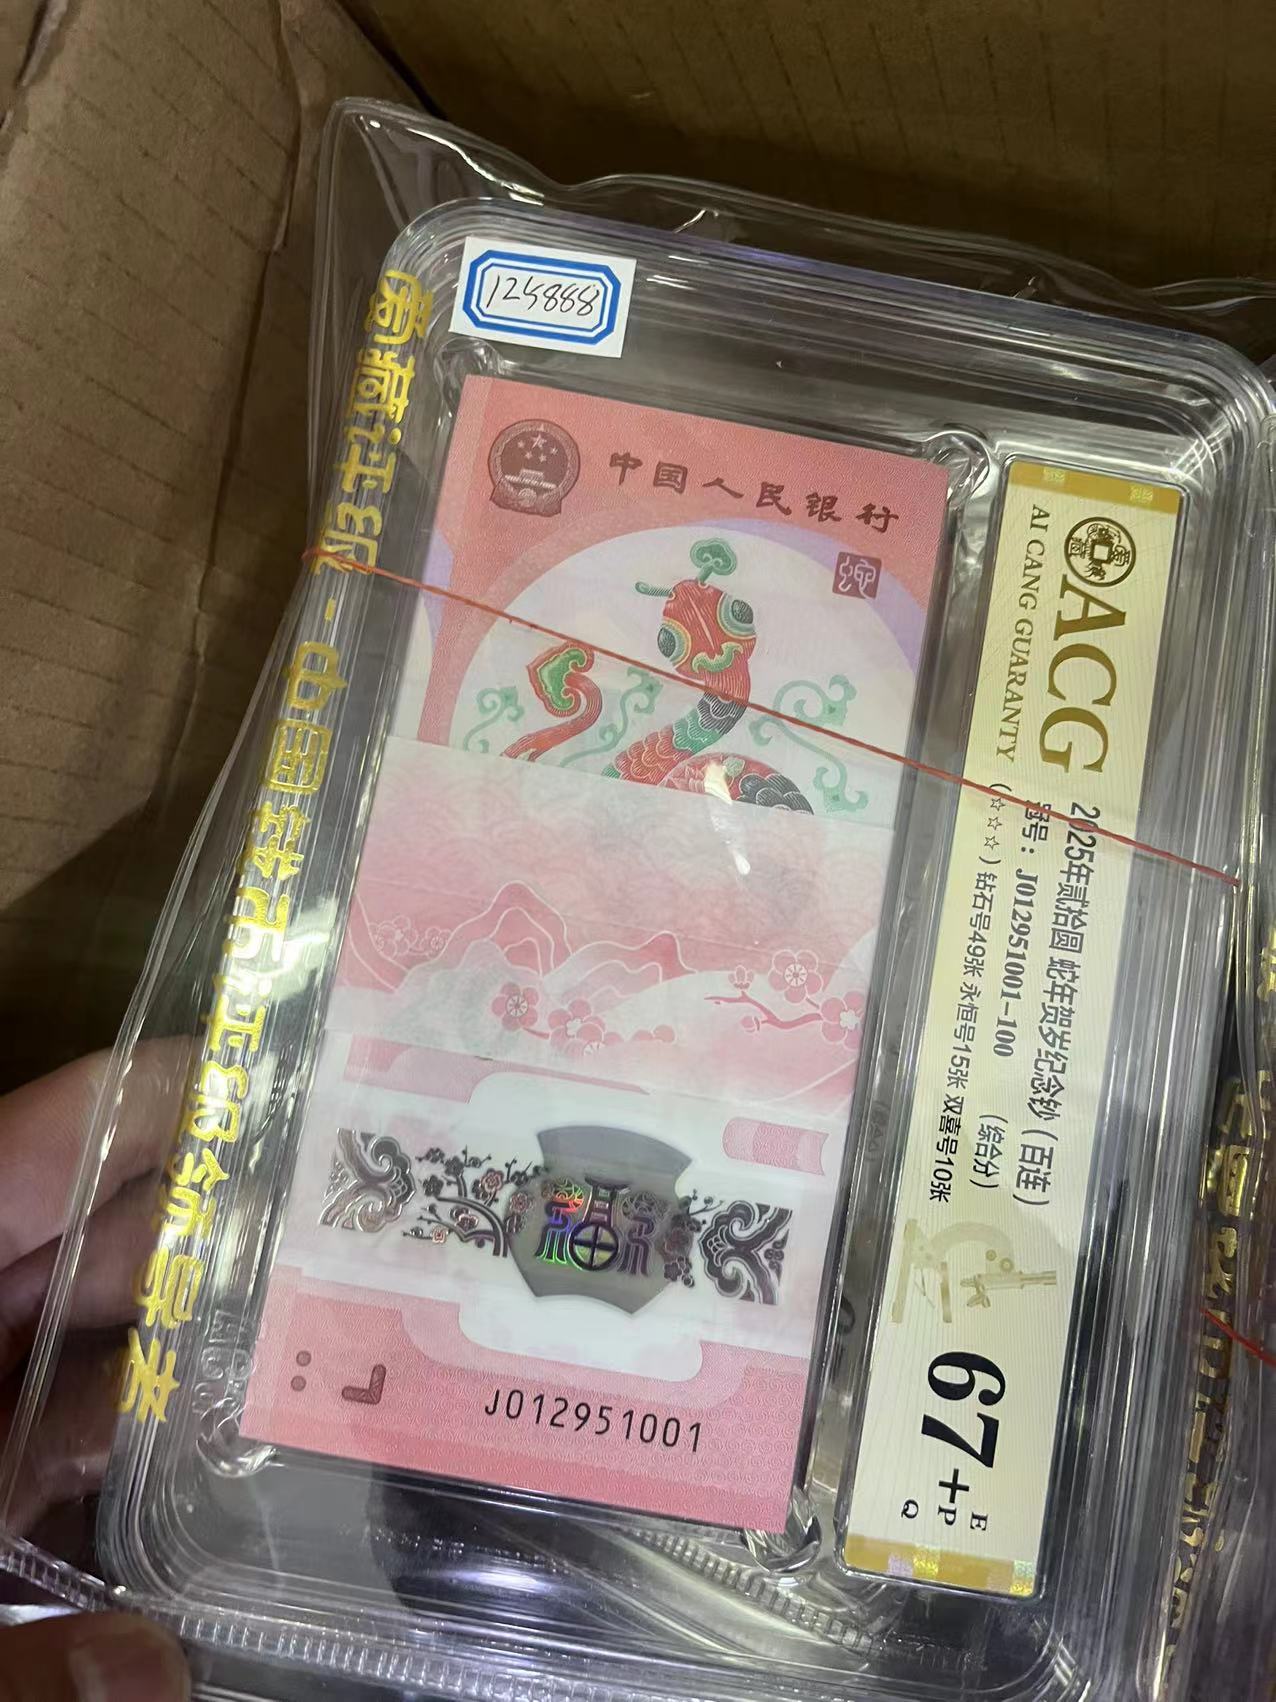 125888
爱藏评级 - 中国钱币评级领导者
中国人民银行
迎
J012951001
ACG
AI CANG GUARANTY
2025年贰拾圆 蛇年贺岁纪念钞（百连）
冠号：J012951001-100 （综合分）
（☆☆☆）钻石号49张 永恒号15张 双喜号10张
67+
E
P
Q